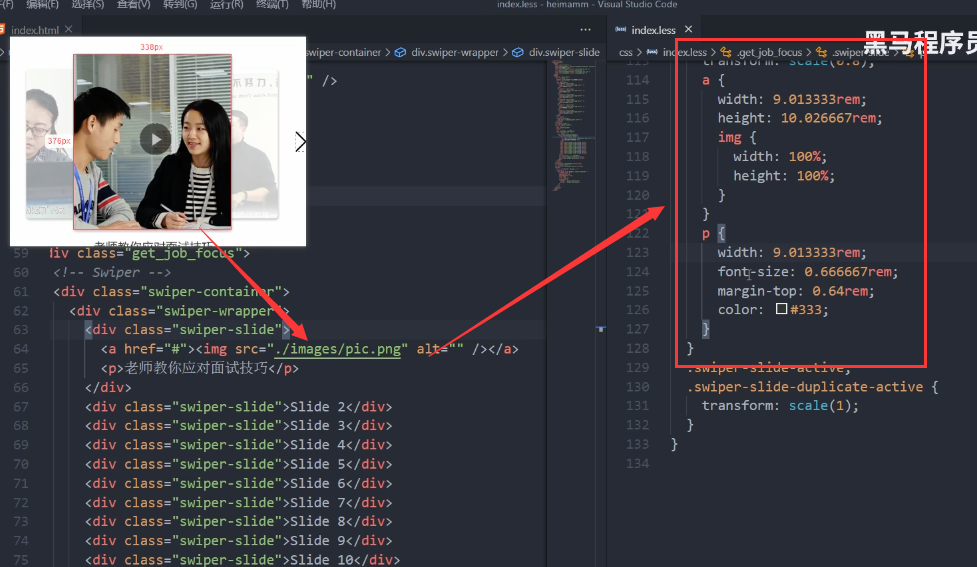 编辑(E) 选择(S) 查看(V) 转到(G) 运行(R) 终端(T) 帮助(H)
index.less - heimamm - Visual Studio Code
index.html ×
...
index.less ×
黑马程序员
swiper-container > div.swiper-wrapper > div.swiper-slide
css > index.less > .get_job_focus >
338px
376px
老师教你应对面试技巧
" />
59 div class="get_job_focus">
60 <!-- Swiper -->
61 <div class="swiper-container">
62 <div class="swiper-wrapper">
63 <div class="swiper-slide">
64 <a href="#"><img src="./images/pic.png" alt="" /></a>
65 <p>老师教你应对面试技巧</p>
66 </div>
67 <div class="swiper-slide">Slide 2</div>
68 <div class="swiper-slide">Slide 3</div>
69 <div class="swiper-slide">Slide 4</div>
70 <div class="swiper-slide">Slide 5</div>
71 <div class="swiper-slide">Slide 6</div>
72 <div class="swiper-slide">Slide 7</div>
73 <div class="swiper-slide">Slide 8</div>
74 <div class="swiper-slide">Slide 9</div>
75 <div class="swiper-slide">Slide 10</div>
113 transform: scale(0.8);
114 a {
115 width: 9.013333rem;
116 height: 10.026667rem;
117 img {
118 width: 100%;
119 height: 100%;
120 }
121 }
122 p {
123 width: 9.013333rem;
124 font-size: 0.666667rem;
125 margin-top: 0.64rem;
126 color: #333;
127 }
128 }
129 .swiper-slide-active,
130 .swiper-slide-duplicate-active {
131 transform: scale(1);
132 }
133 }
134